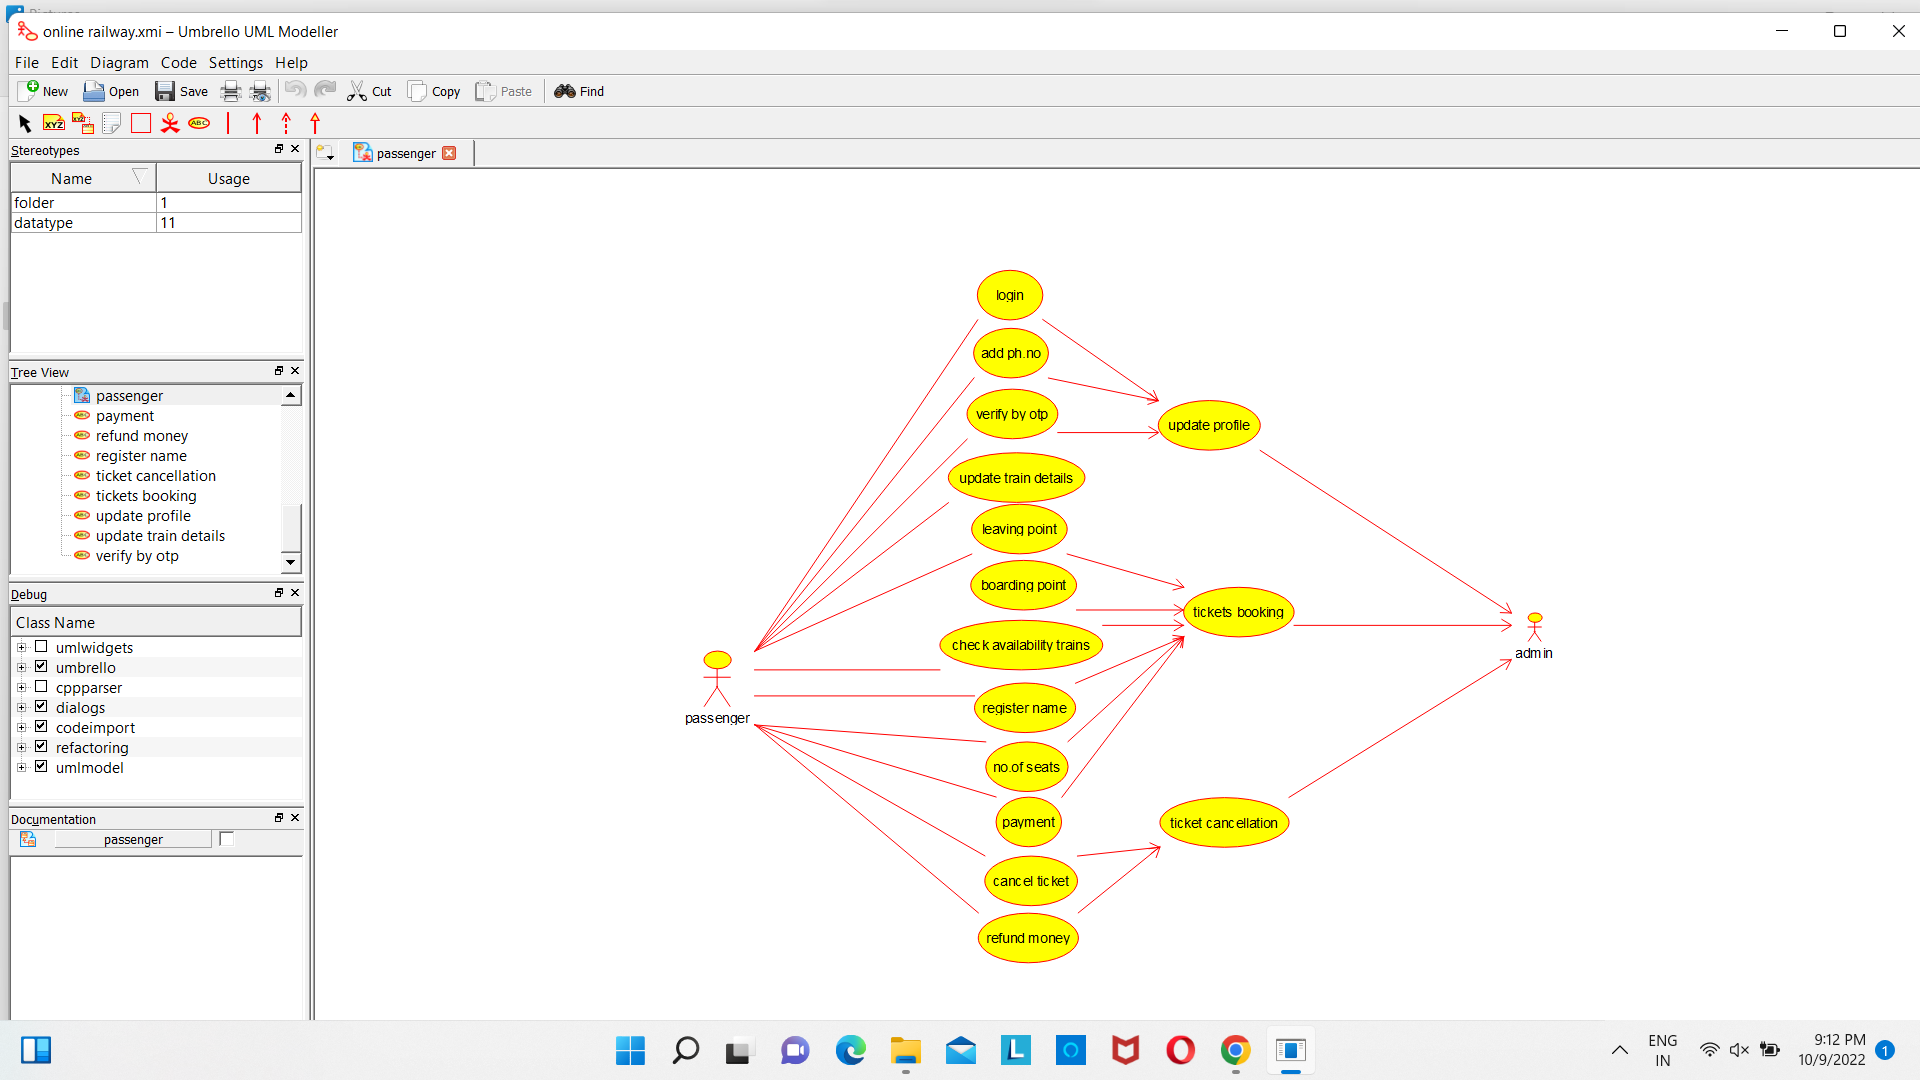 online railway.xmi – Umbrello UML Modeller
File Edit Diagram Code Settings Help
New Open Save Cut Copy Paste Find
XYZ XYZ ABC
Stereotypes
Name Usage
folder 1
datatype 11
Tree View
passenger
payment
refund money
register name
ticket cancellation
tickets booking
update profile
update train details
verify by otp
Debug
Class Name
umlwidgets
umbrello
cppparser
dialogs
codeimport
refactoring
umlmodel
Documentation
passenger
passenger
login
add ph.no
verify by otp
update profile
update train details
leaving point
boarding point
tickets booking
check availability trains
admin
register name
passenger
no.of seats
payment
ticket cancellation
cancel ticket
refund money
L
ENG
IN
9:12 PM
10/9/2022
1